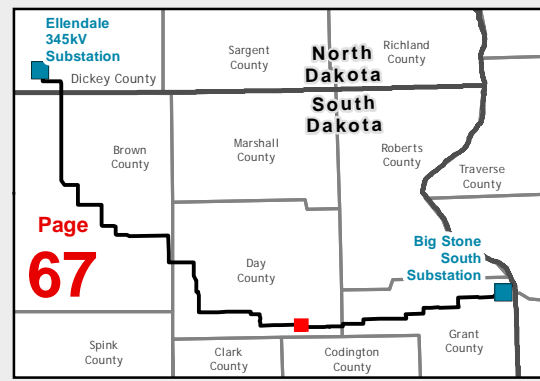 Ellendale
345kV
Substation
Dickey County
Sargent
County
North
Dakota
Richland
County
South
Dakota
Brown
County
Marshall
County
Roberts
County
Traverse
County
Page
67
Day
County
Big Stone
South
Substation
Spink
County
Clark
County
Codington
County
Grant
County